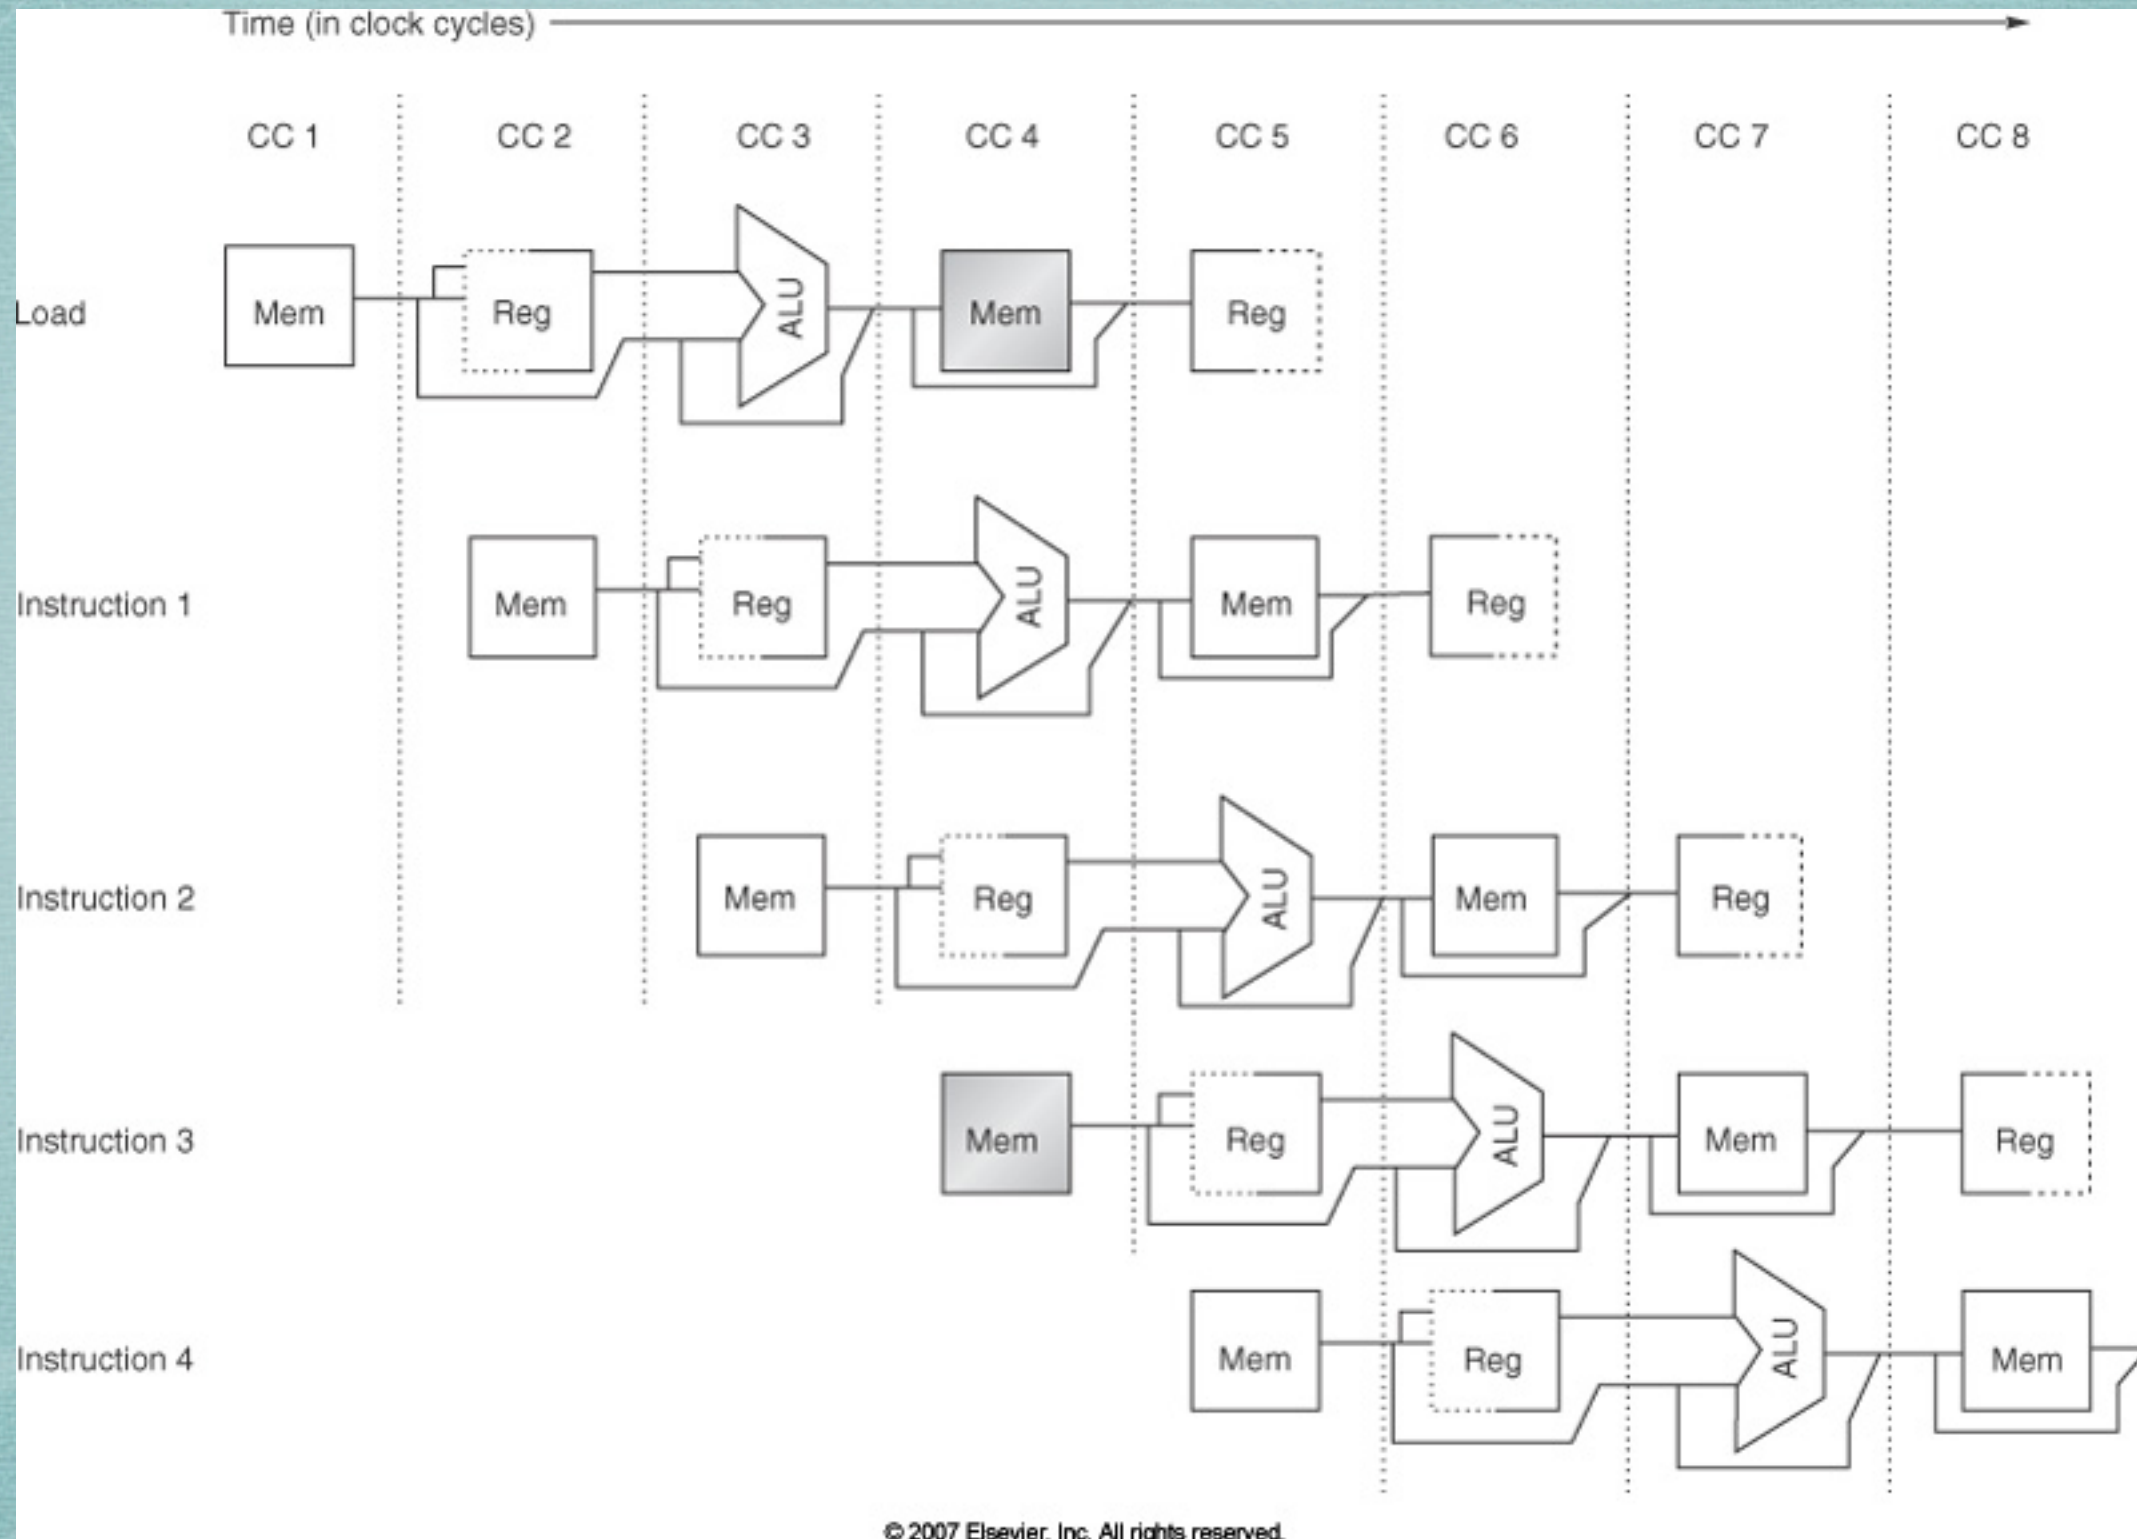 Time (in clock cycles)
CC 1 CC 2 CC 3 CC 4 CC 5 CC 6 CC 7 CC 8
Load Mem Reg ALU Mem Reg
Instruction 1 Mem Reg ALU Mem Reg
Instruction 2 Mem Reg ALU Mem Reg
Instruction 3 Mem Reg ALU Mem Reg
Instruction 4 Mem Reg ALU Mem
© 2007 Elsevier, Inc. All rights reserved.